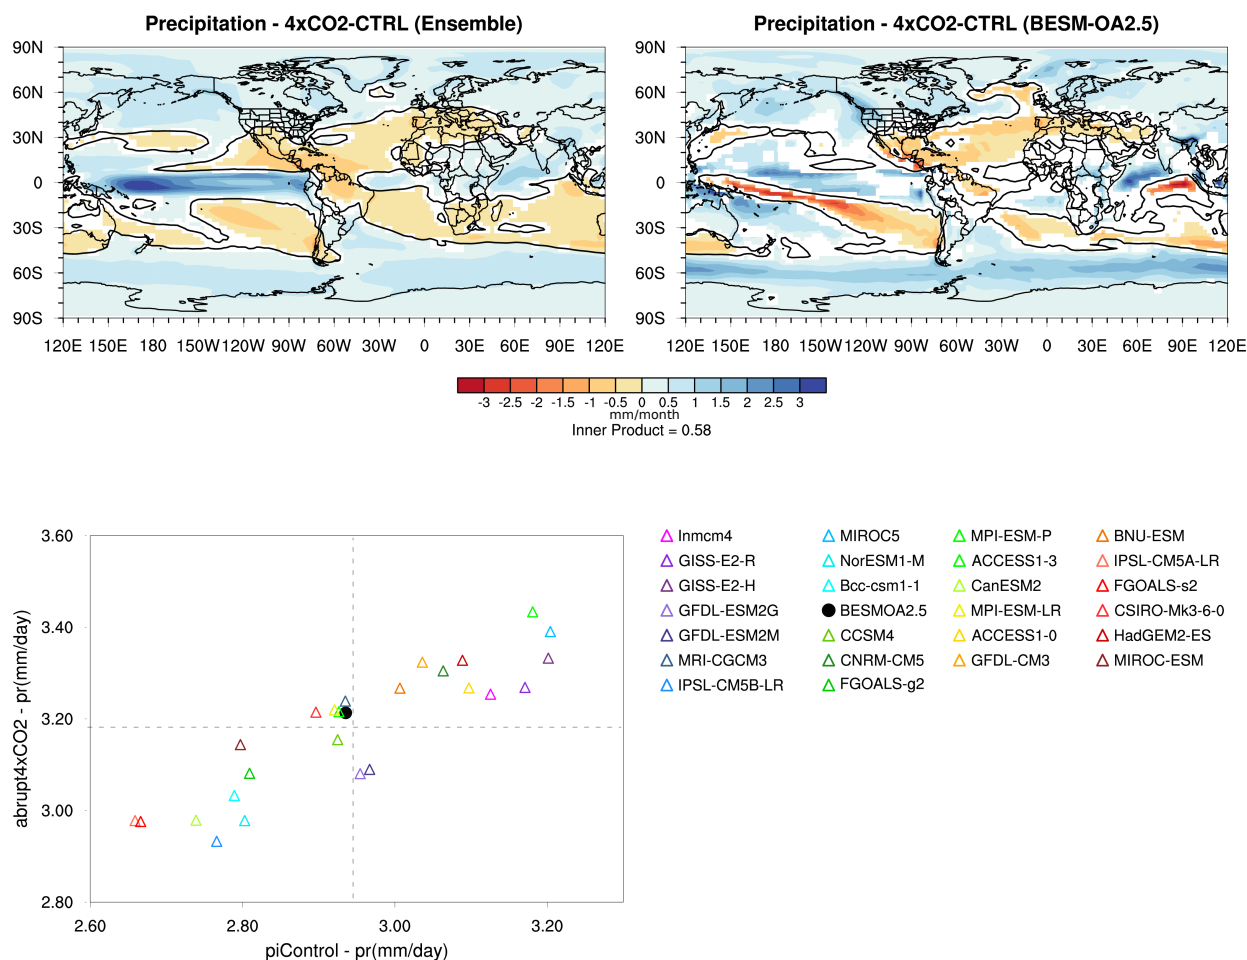 Precipitation - 4xCO2-CTRL (Ensemble)
90N
60N
30N
0
30S
60S
90S
120E 150E 180 150W 120W 90W 60W 30W 0 30E 60E 90E 120E
Precipitation - 4xCO2-CTRL (BESM-OA2.5)
90N
60N
30N
0
30S
60S
90S
120E 150E 180 150W 120W 90W 60W 30W 0 30E 60E 90E 120E
-3 -2.5 -2 -1.5 -1 -0.5 0 0.5 1 1.5 2 2.5 3
mm/month
Inner Product = 0.58
abrupt4xCO2 - pr(mm/day)
3.60
3.40
3.20
3.00
2.80
2.60 2.80 3.00 3.20
piControl - pr(mm/day)
Inmcm4
GISS-E2-R
GISS-E2-H
GFDL-ESM2G
GFDL-ESM2M
MRI-CGCM3
IPSL-CM5B-LR
MIROC5
NorESM1-M
Bcc-csm1-1
BESMOA2.5
CCSM4
CNRM-CM5
FGOALS-g2
MPI-ESM-P
ACCESS1-3
CanESM2
MPI-ESM-LR
ACCESS1-0
GFDL-CM3
BNU-ESM
IPSL-CM5A-LR
FGOALS-s2
CSIRO-Mk3-6-0
HadGEM2-ES
MIROC-ESM